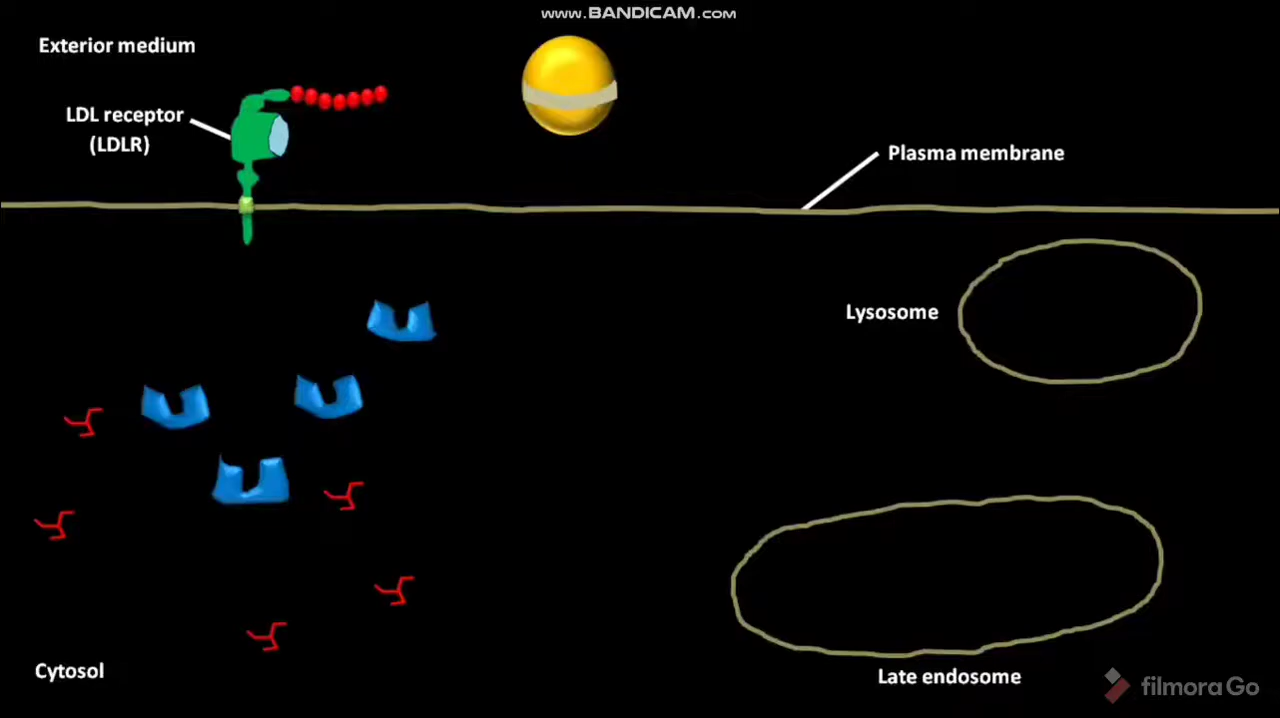 www.BANDICAM.com
Exterior medium
LDL receptor
(LDLR)
Plasma membrane
Lysosome
Cytosol
Late endosome
filmoraGo